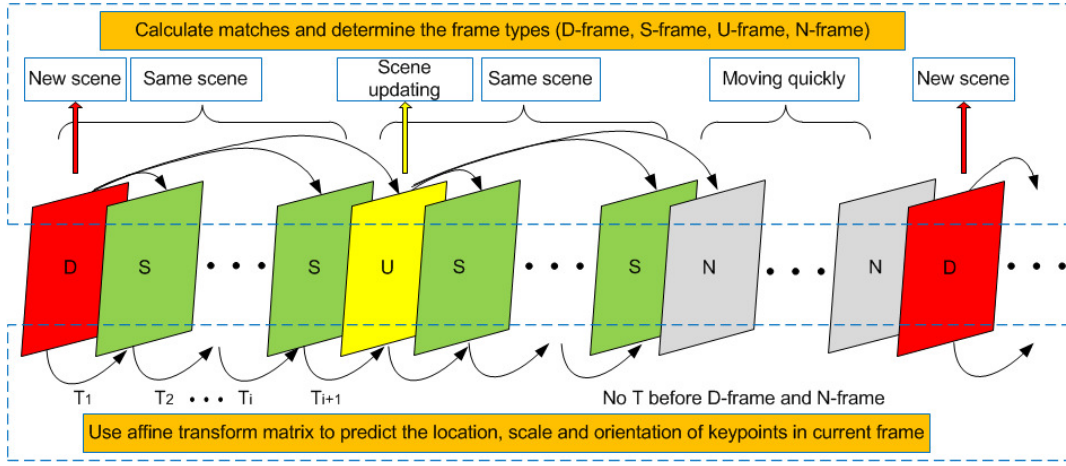 Calculate matches and determine the frame types (D-frame, S-frame, U-frame, N-frame)
New scene
Same scene
Scene updating
Same scene
Moving quickly
New scene
D
S
• • •
S
U
S
• • •
S
N
• • •
N
D
• • •
T1
T2
• • •
Ti
Ti+1
No T before D-frame and N-frame
Use affine transform matrix to predict the location, scale and orientation of keypoints in current frame